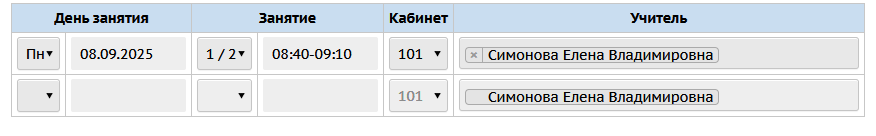 День занятия Занятие Кабинет Учитель
Пн 08.09.2025 1 / 2 08:40-09:10 101 × Симонова Елена Владимировна
101 Симонова Елена Владимировна